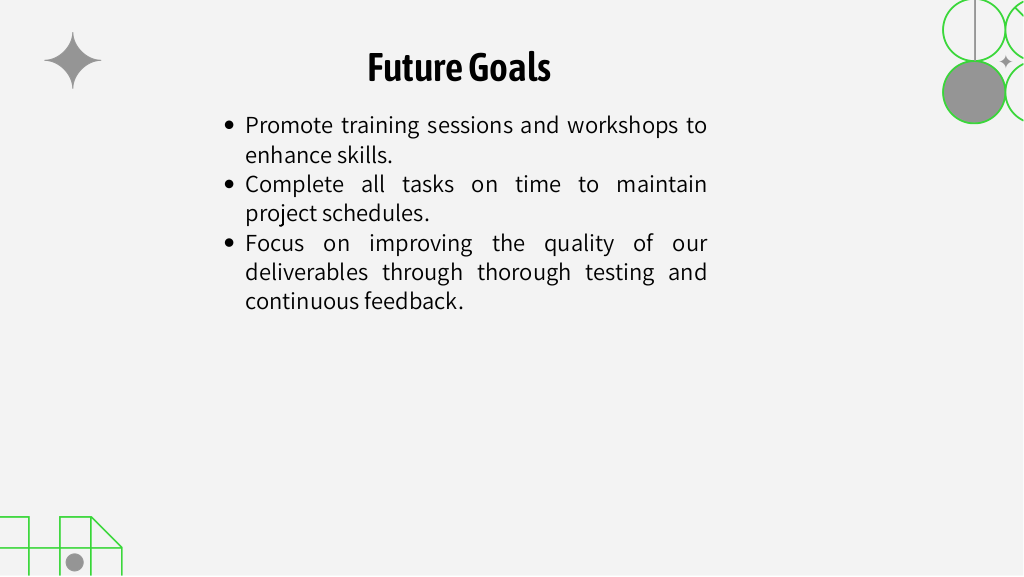 Future Goals
• Promote training sessions and workshops to
enhance skills.
• Complete all tasks on time to maintain
project schedules.
• Focus on improving the quality of our
deliverables through thorough testing and
continuous feedback.